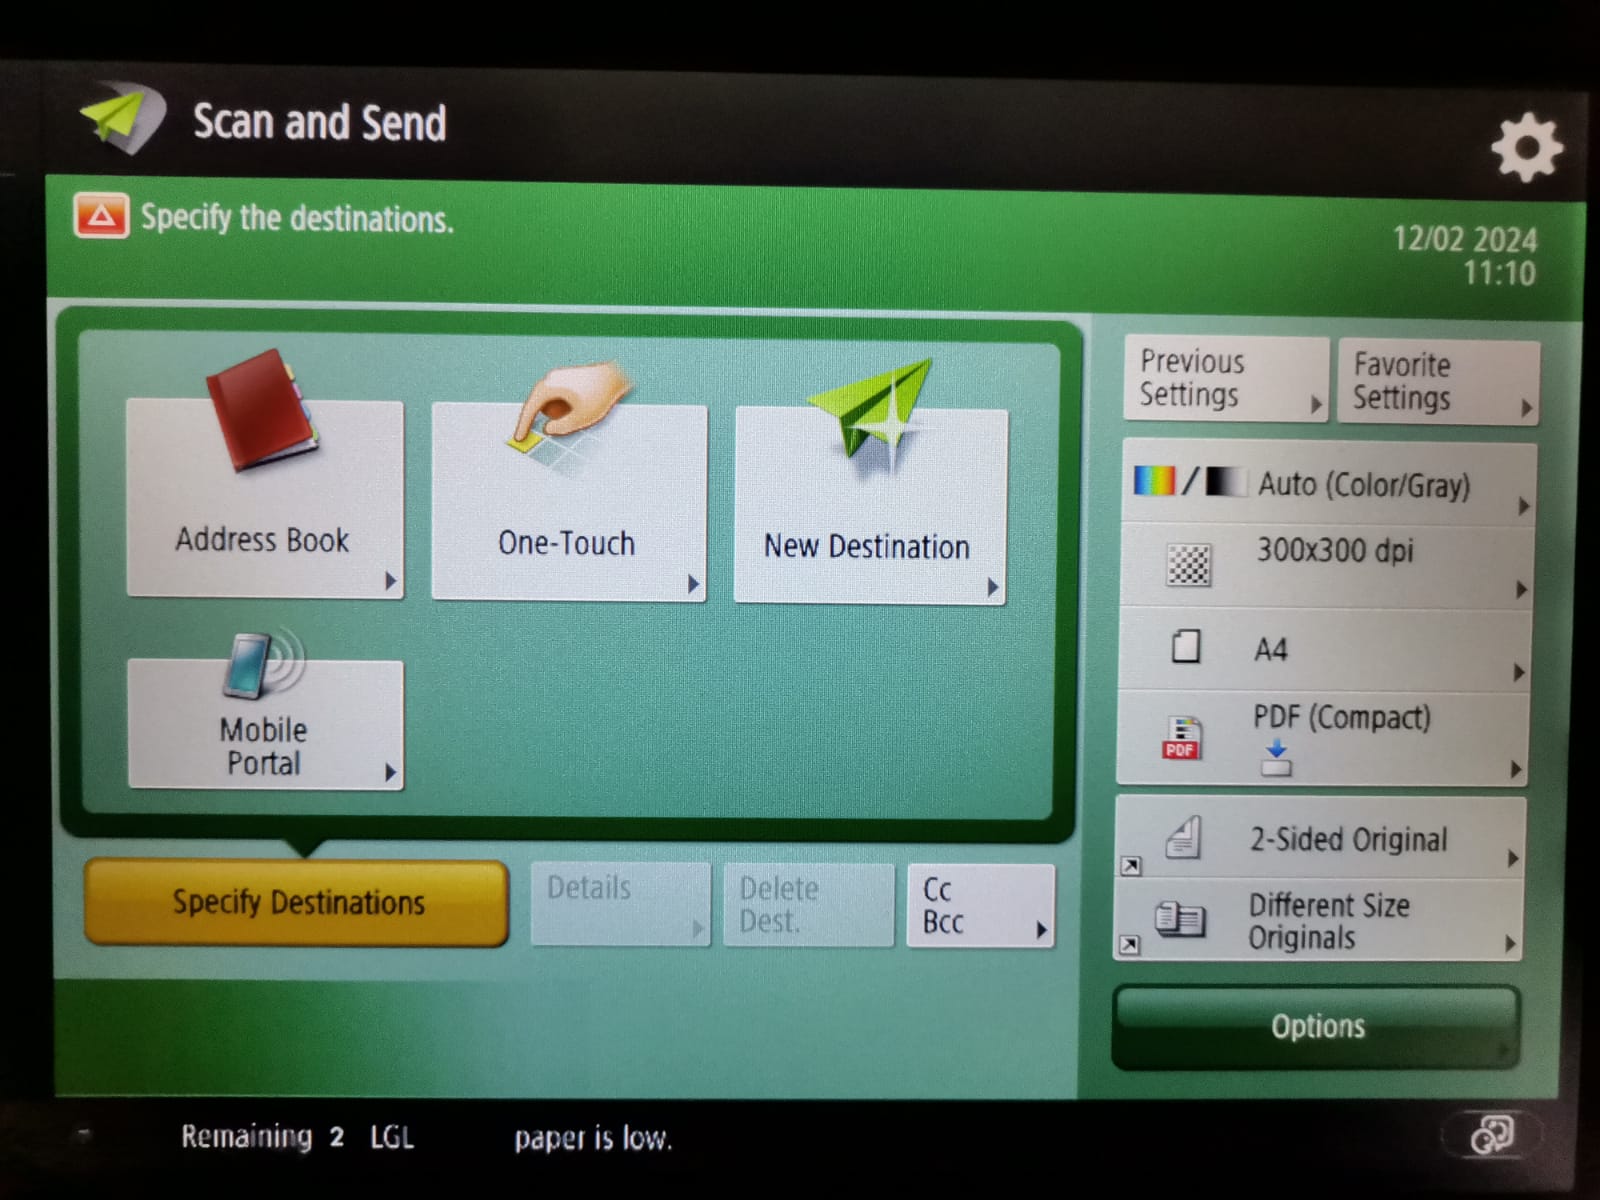 Scan and Send
Specify the destinations.
12/02 2024
11:10
Address Book
One-Touch
New Destination
Mobile
Portal
Specify Destinations
Details
Delete
Dest.
Cc
Bcc
Previous
Settings
Favorite
Settings
/ Auto (Color/Gray)
300x300 dpi
A4
PDF
PDF (Compact)
2-Sided Original
Different Size
Originals
Options
Remaining 2 LGL paper is low.